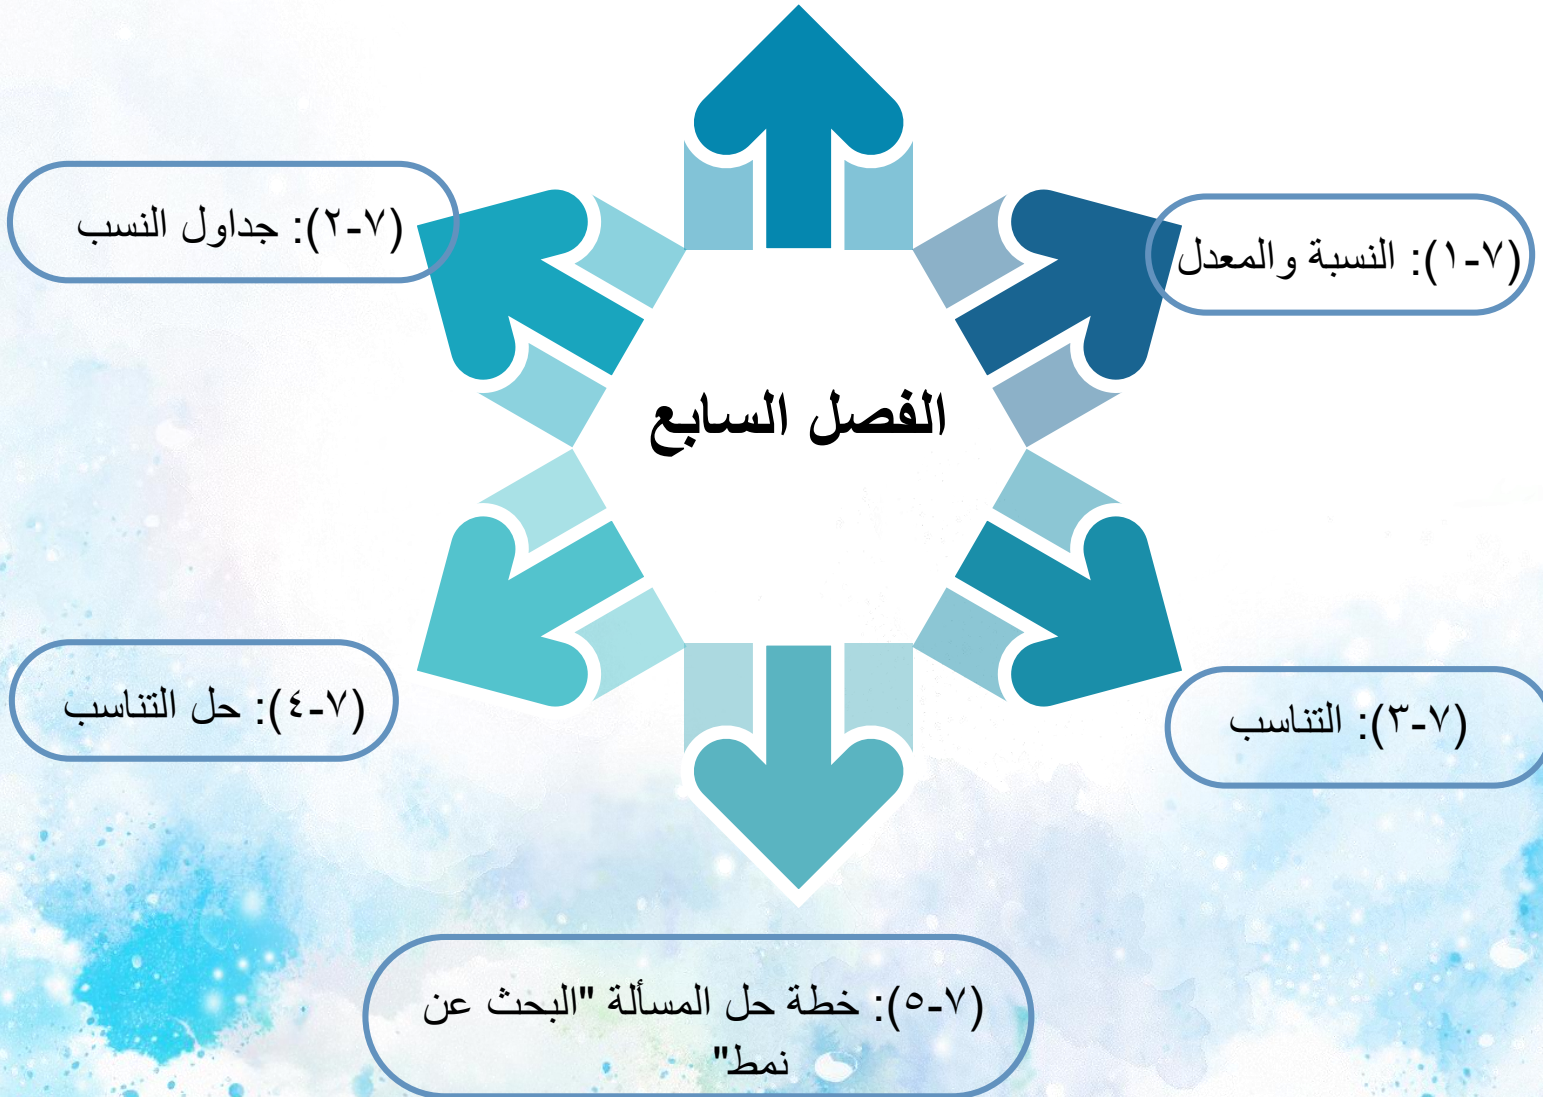 الفصل السابع
(٧-١): النسبة والمعدل
(٧-٢): جداول النسب
(٧-٣): التناسب
(٧-٤): حل التناسب
(٧-٥): خطة حل المسألة "البحث عن
نمط"